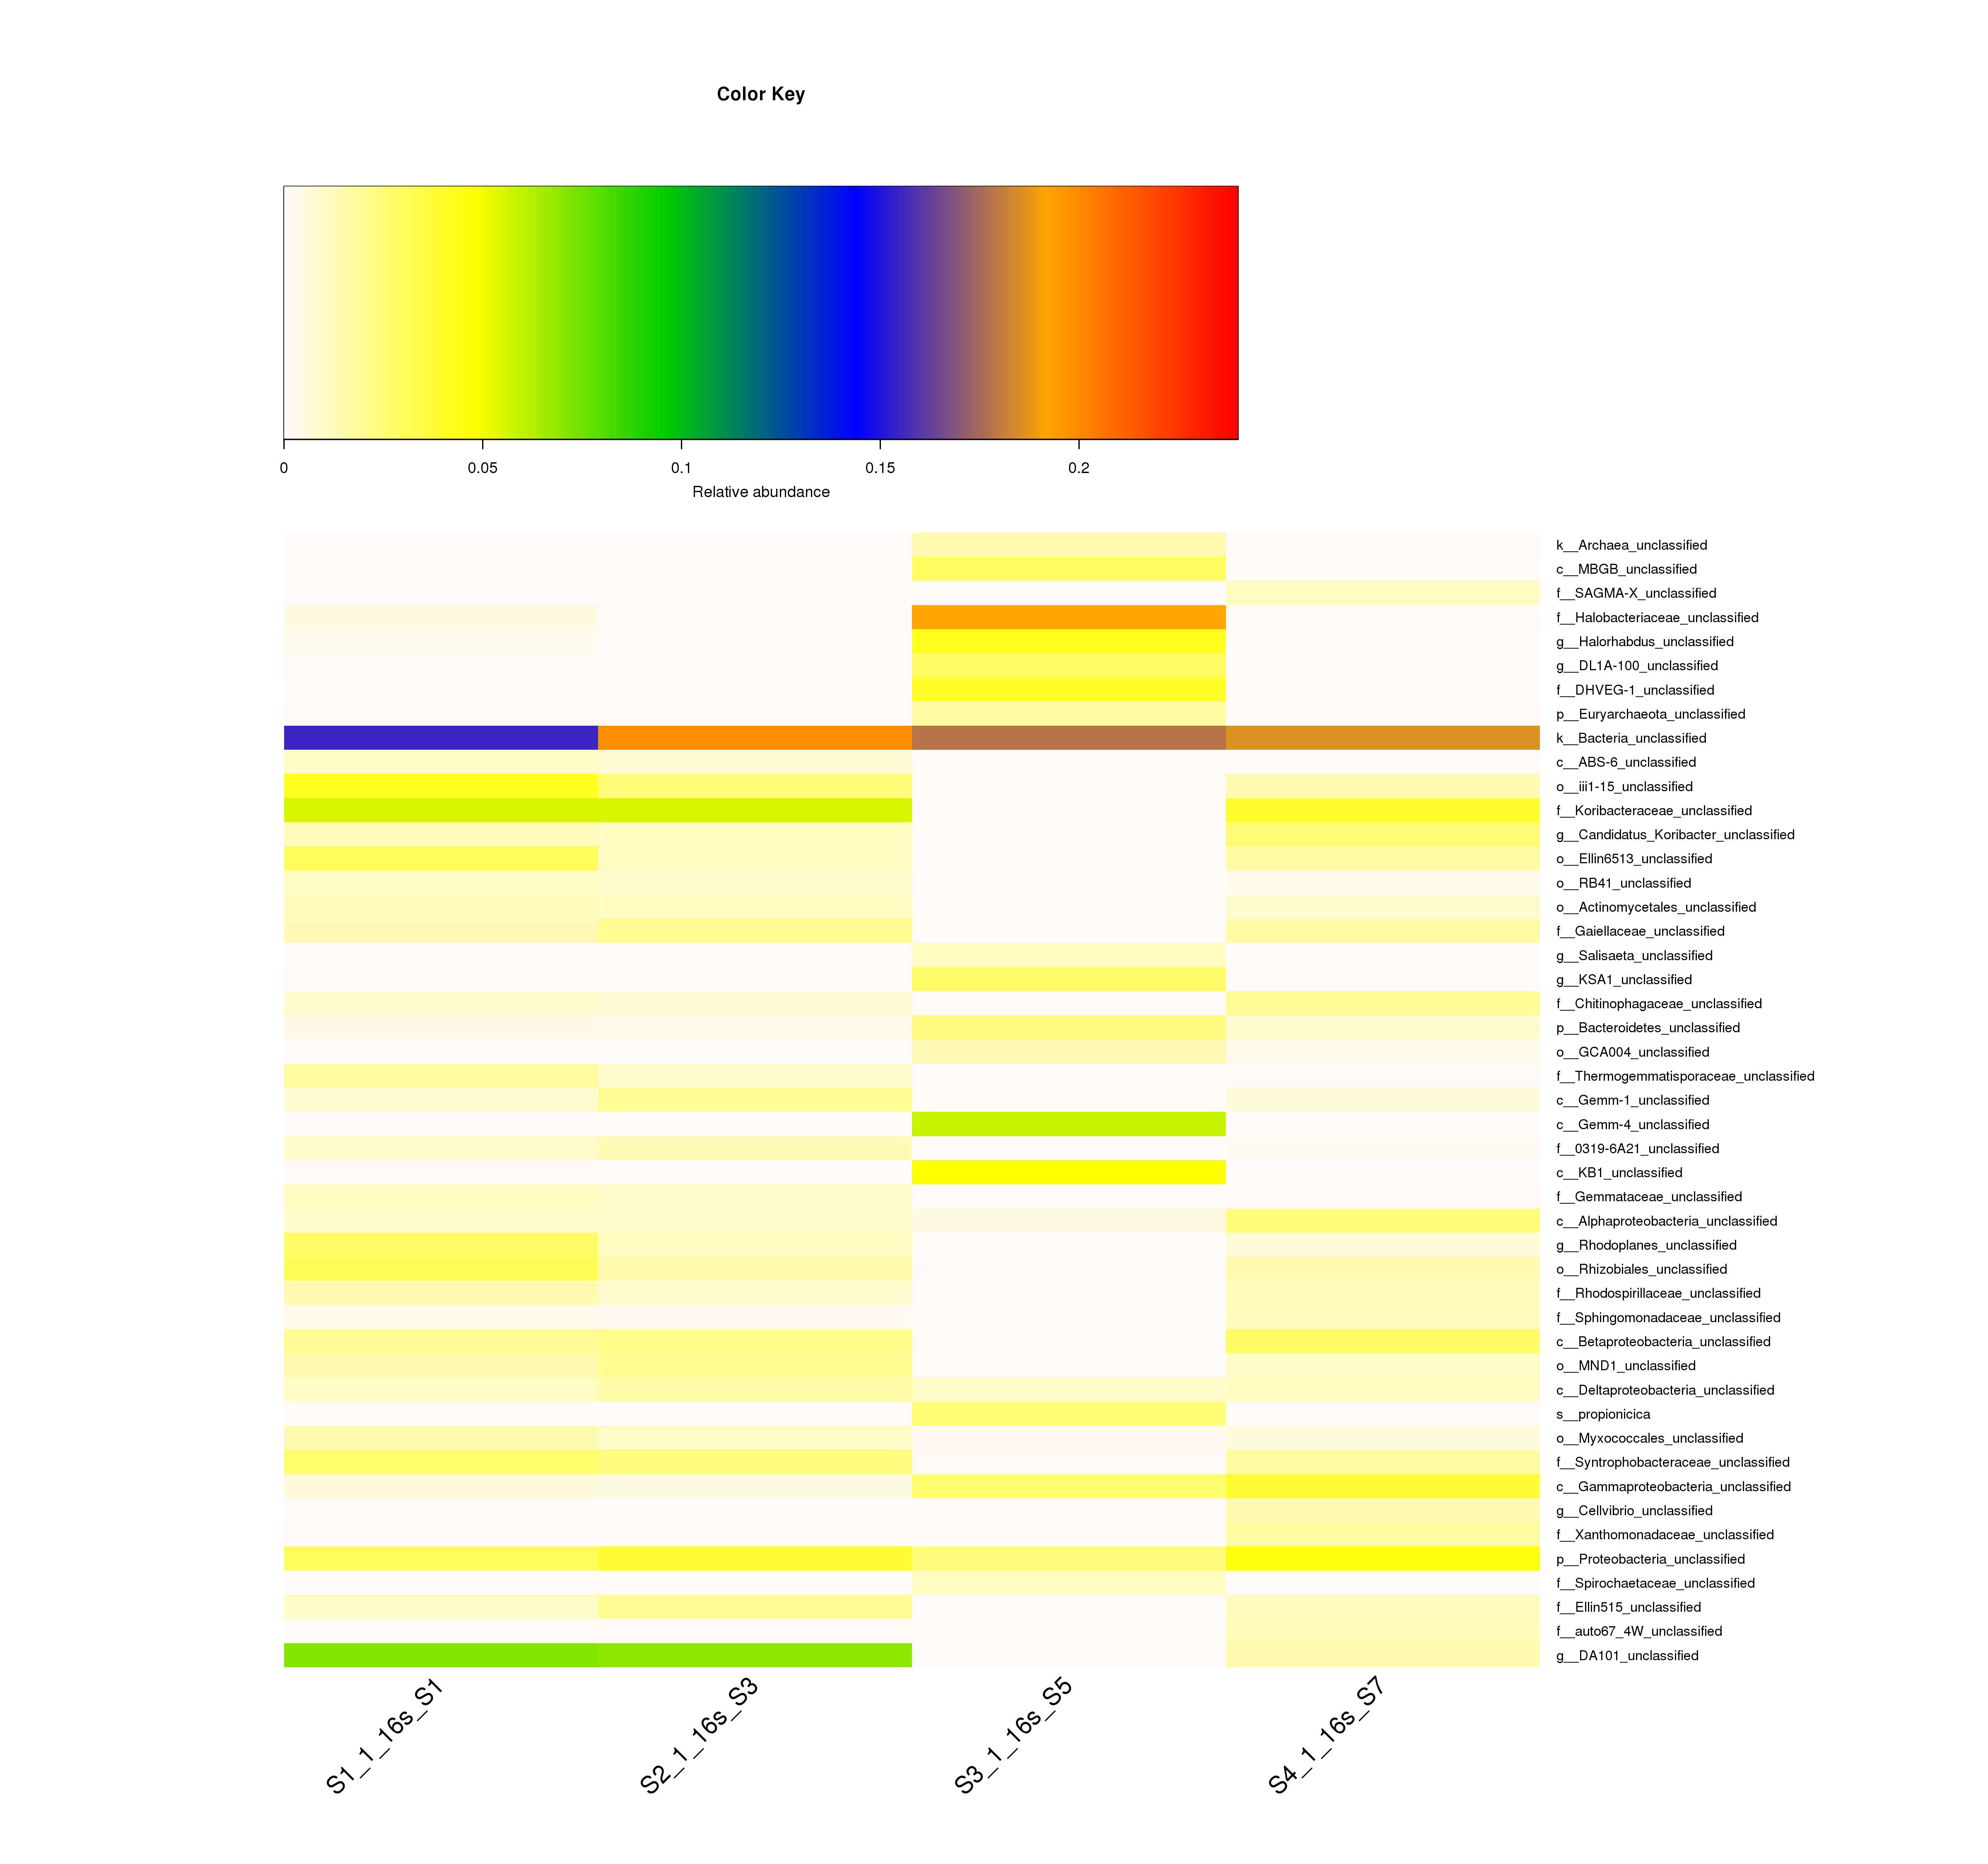 Color Key
0 0.05 0.1 0.15 0.2
Relative abundance
k__Archaea_unclassified
c__MBGB_unclassified
f__SAGMA-X_unclassified
f__Halobacteriaceae_unclassified
g__Halorhabdus_unclassified
g__DL1A-100_unclassified
f__DHVEG-1_unclassified
p__Euryarchaeota_unclassified
k__Bacteria_unclassified
c__ABS-6_unclassified
o__iii1-15_unclassified
f__Koribacteraceae_unclassified
g__Candidatus_Koribacter_unclassified
o__Ellin6513_unclassified
o__RB41_unclassified
o__Actinomycetales_unclassified
f__Gaiellaceae_unclassified
g__Salisaeta_unclassified
g__KSA1_unclassified
f__Chitinophagaceae_unclassified
p__Bacteroidetes_unclassified
o__GCA004_unclassified
f__Thermogemmatisporaceae_unclassified
c__Gemm-1_unclassified
c__Gemm-4_unclassified
f__0319-6A21_unclassified
c__KB1_unclassified
f__Gemmataceae_unclassified
c__Alphaproteobacteria_unclassified
g__Rhodoplanes_unclassified
o__Rhizobiales_unclassified
f__Rhodospirillaceae_unclassified
f__Sphingomonadaceae_unclassified
c__Betaproteobacteria_unclassified
o__MND1_unclassified
c__Deltaproteobacteria_unclassified
s__propionicica
o__Myxococcales_unclassified
f__Syntrophobacteraceae_unclassified
c__Gammaproteobacteria_unclassified
g__Cellvibrio_unclassified
f__Xanthomonadaceae_unclassified
p__Proteobacteria_unclassified
f__Spirochaetaceae_unclassified
f__Ellin515_unclassified
f__auto67_4W_unclassified
g__DA101_unclassified
S1_1_16s_S1
S2_1_16s_S3
S3_1_16s_S5
S4_1_16s_S7